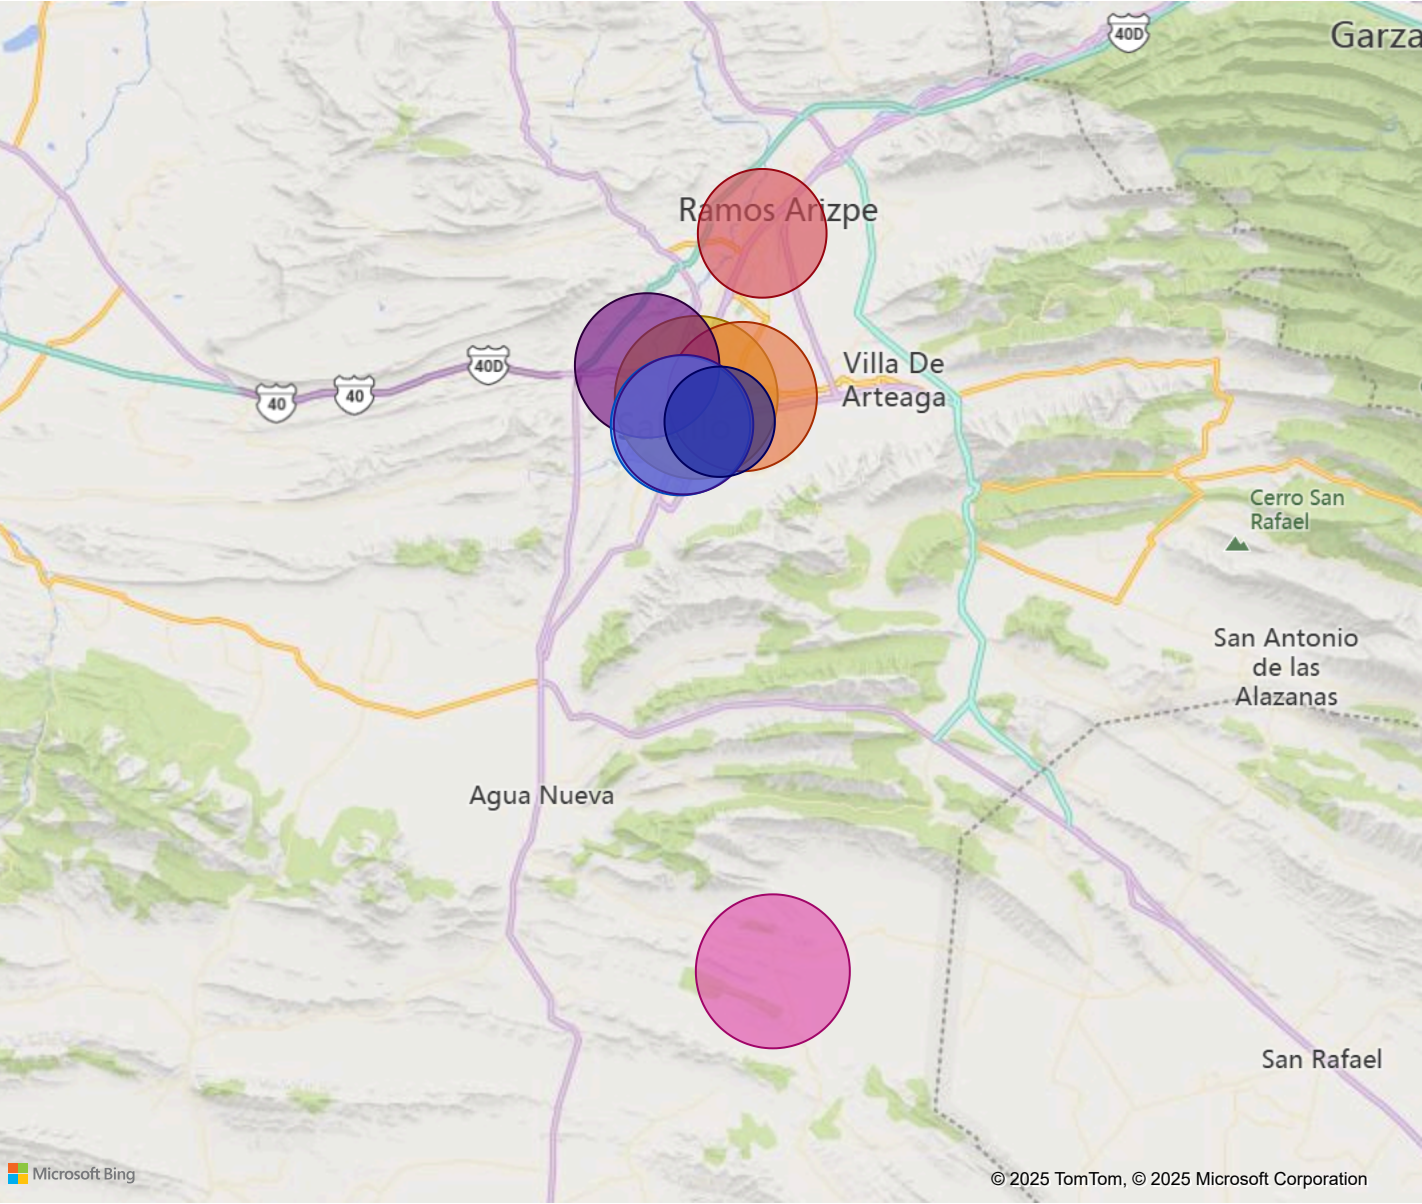 40D
Garza
Ramos Arizpe
40D
Villa De
Arteaga
40
40
Cerro San
Rafael
San Antonio
de las
Alazanas
Agua Nueva
San Rafael
Microsoft Bing
© 2025 TomTom, © 2025 Microsoft Corporation